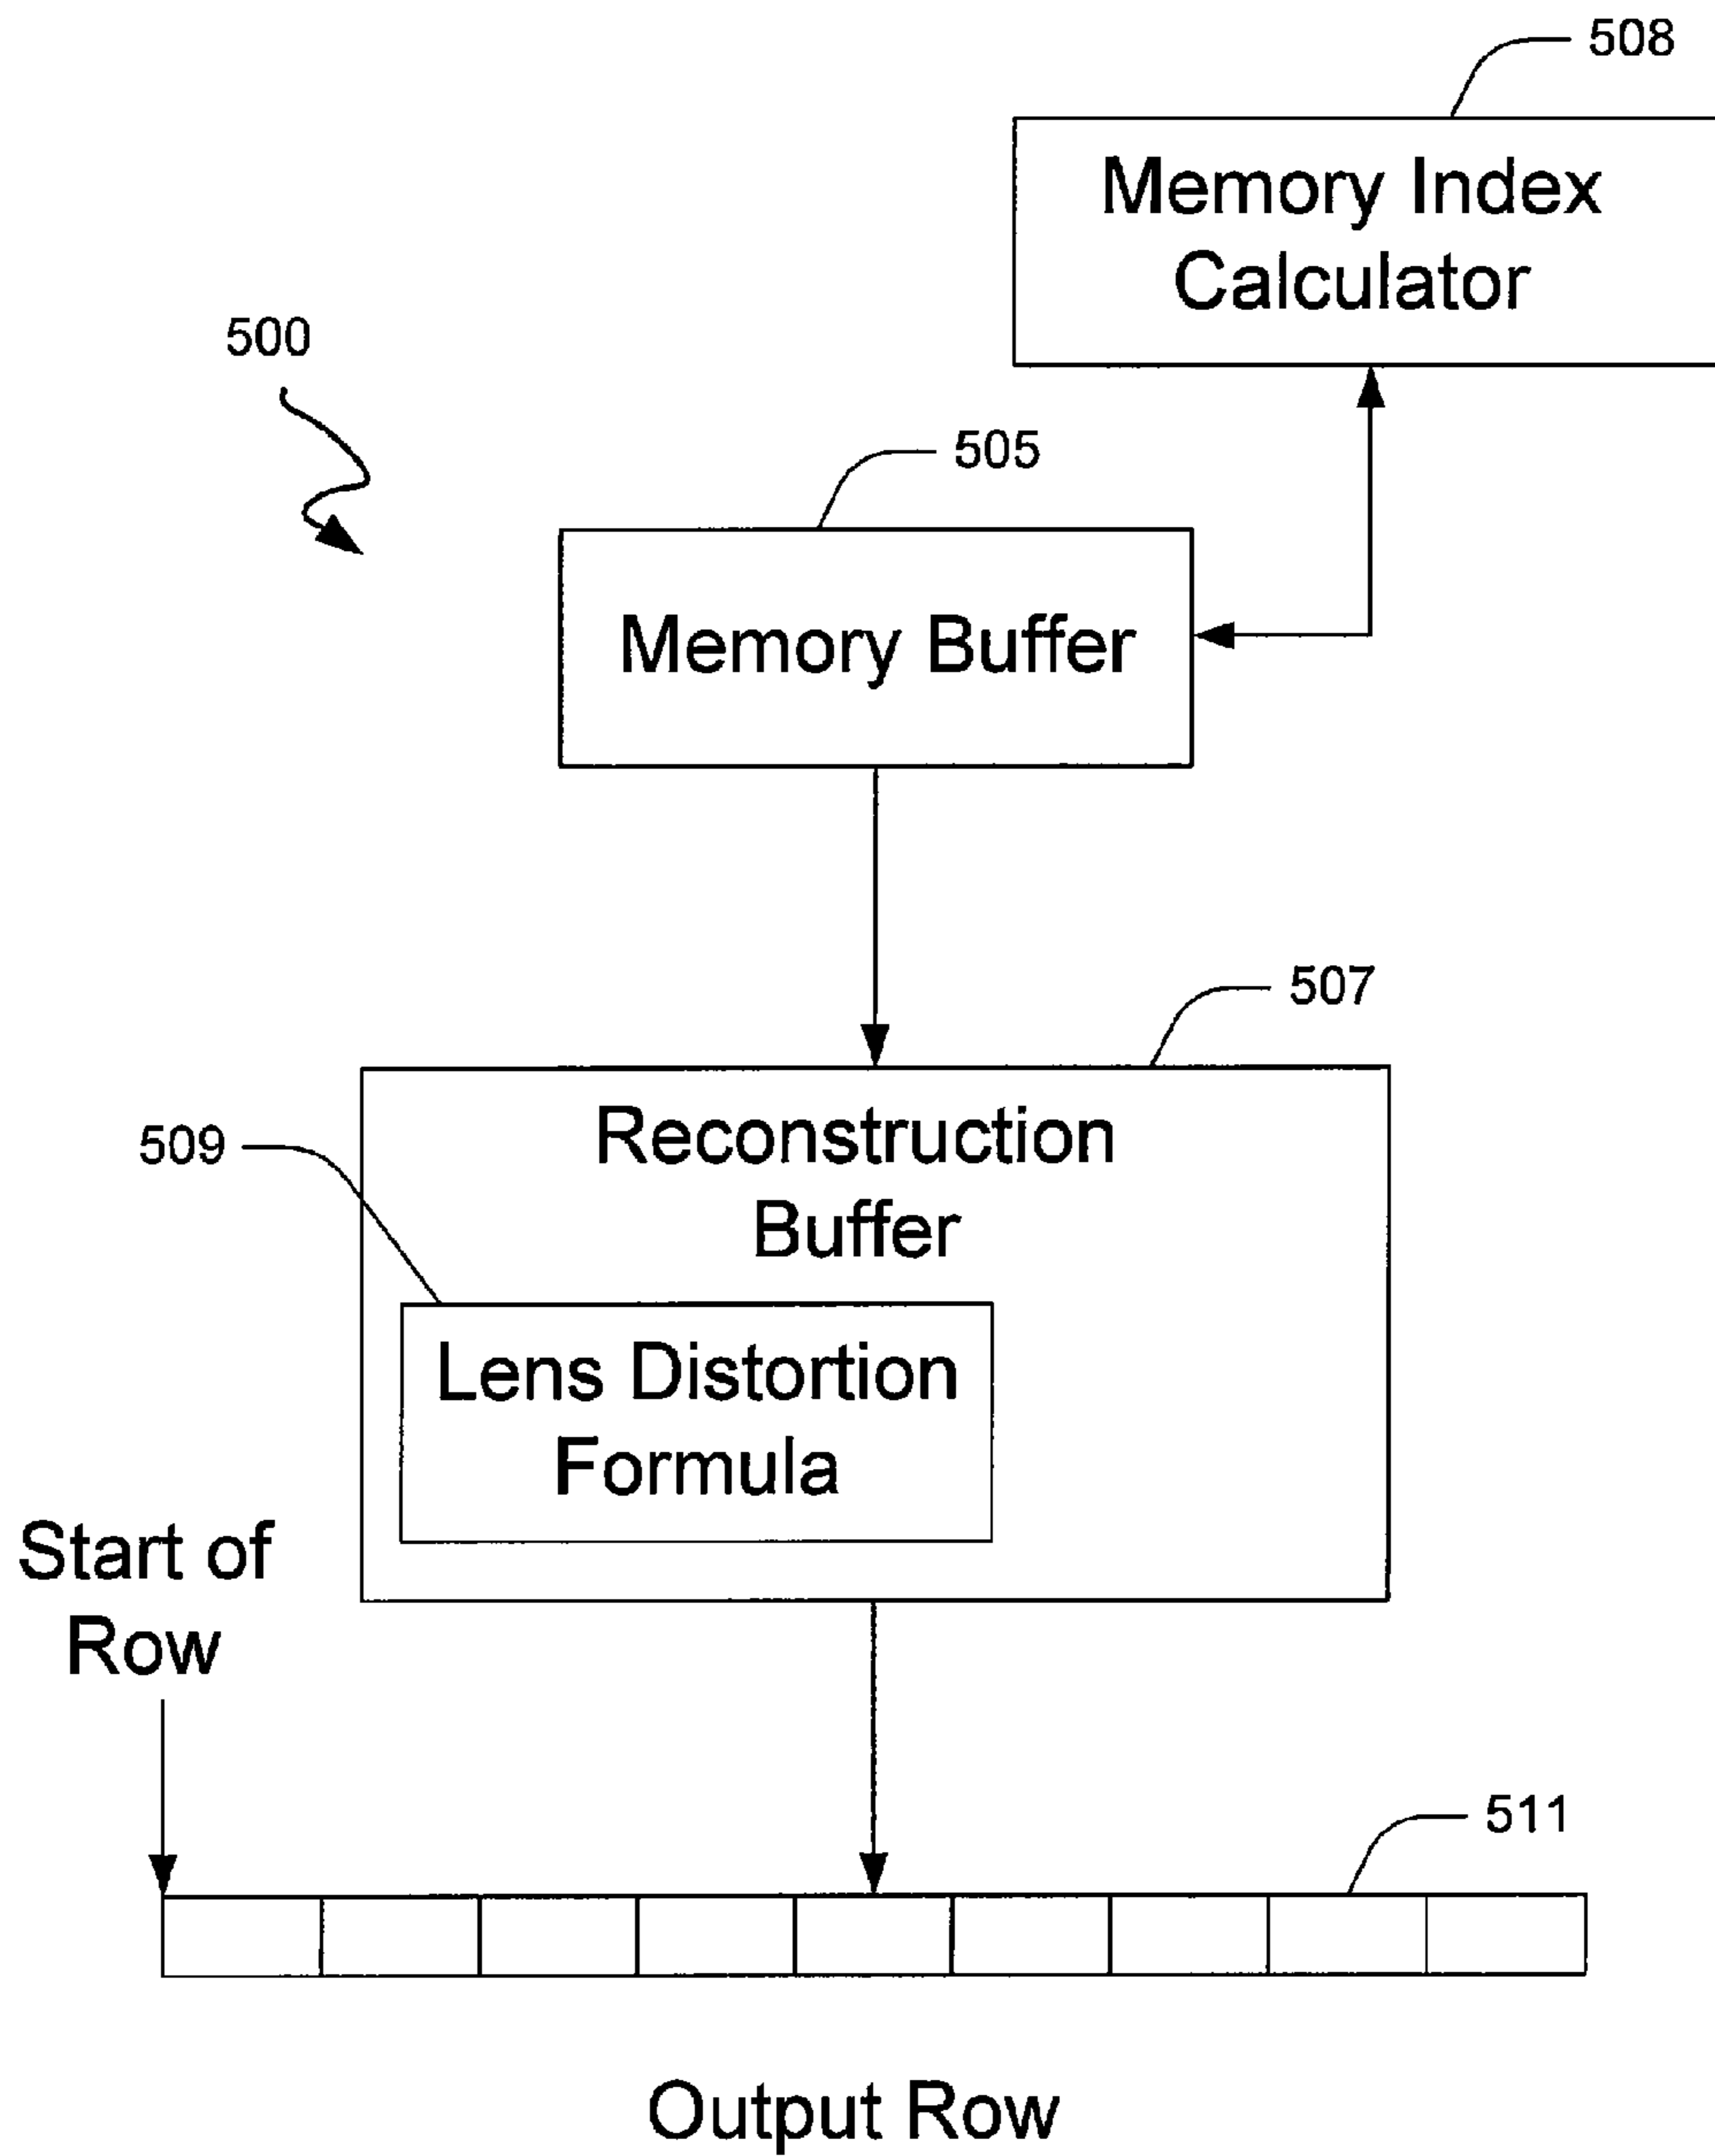 508
Memory Index
Calculator
500
505
Memory Buffer
507
Reconstruction
Buffer
509
Lens Distortion
Formula
Start of
Row
511
Output Row